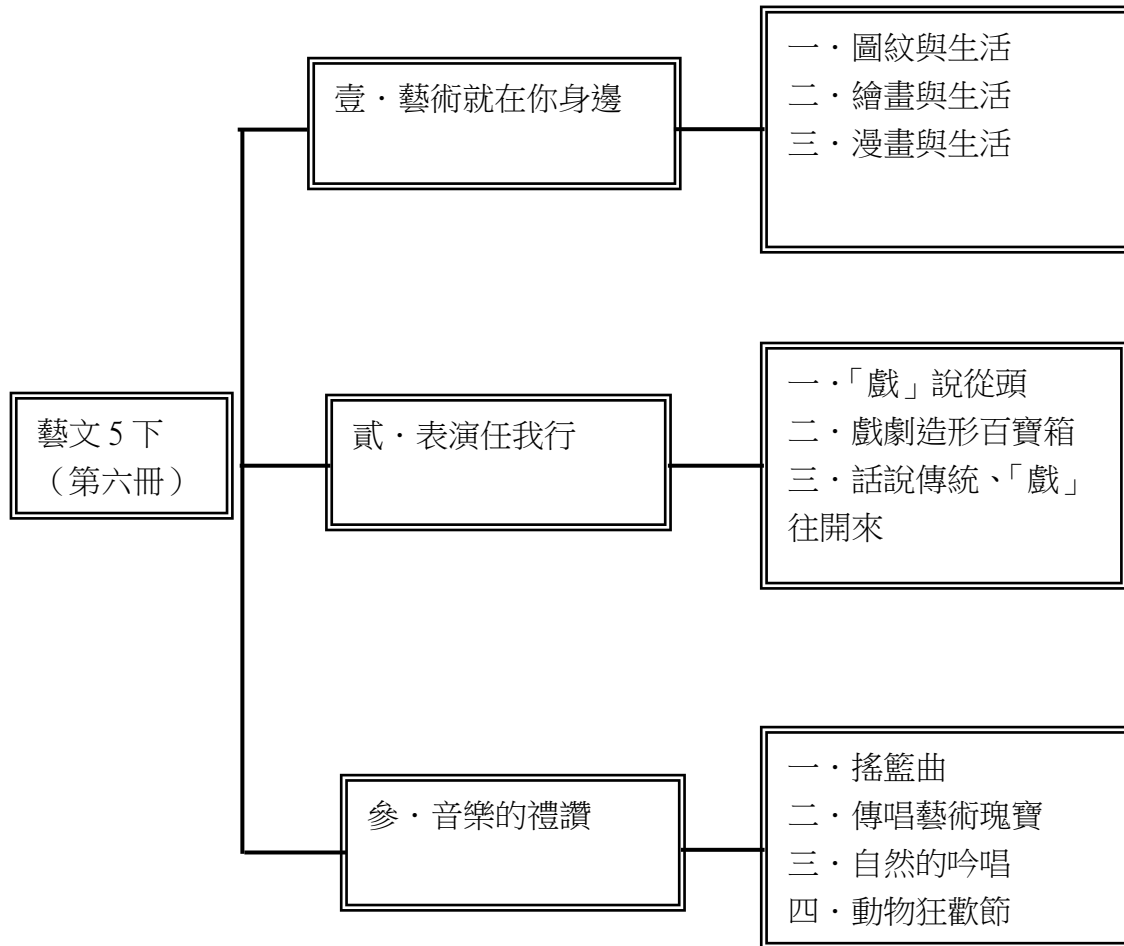 藝文 5 下
（第六冊）
壹．藝術就在你身邊
一．圖紋與生活
二．繪畫與生活
三．漫畫與生活
貳．表演任我行
一．「戲」說從頭
二．戲劇造形百寶箱
三．話說傳統、「戲」
往開來
參．音樂的禮讚
一．搖籃曲
二．傳唱藝術瑰寶
三．自然的吟唱
四．動物狂歡節